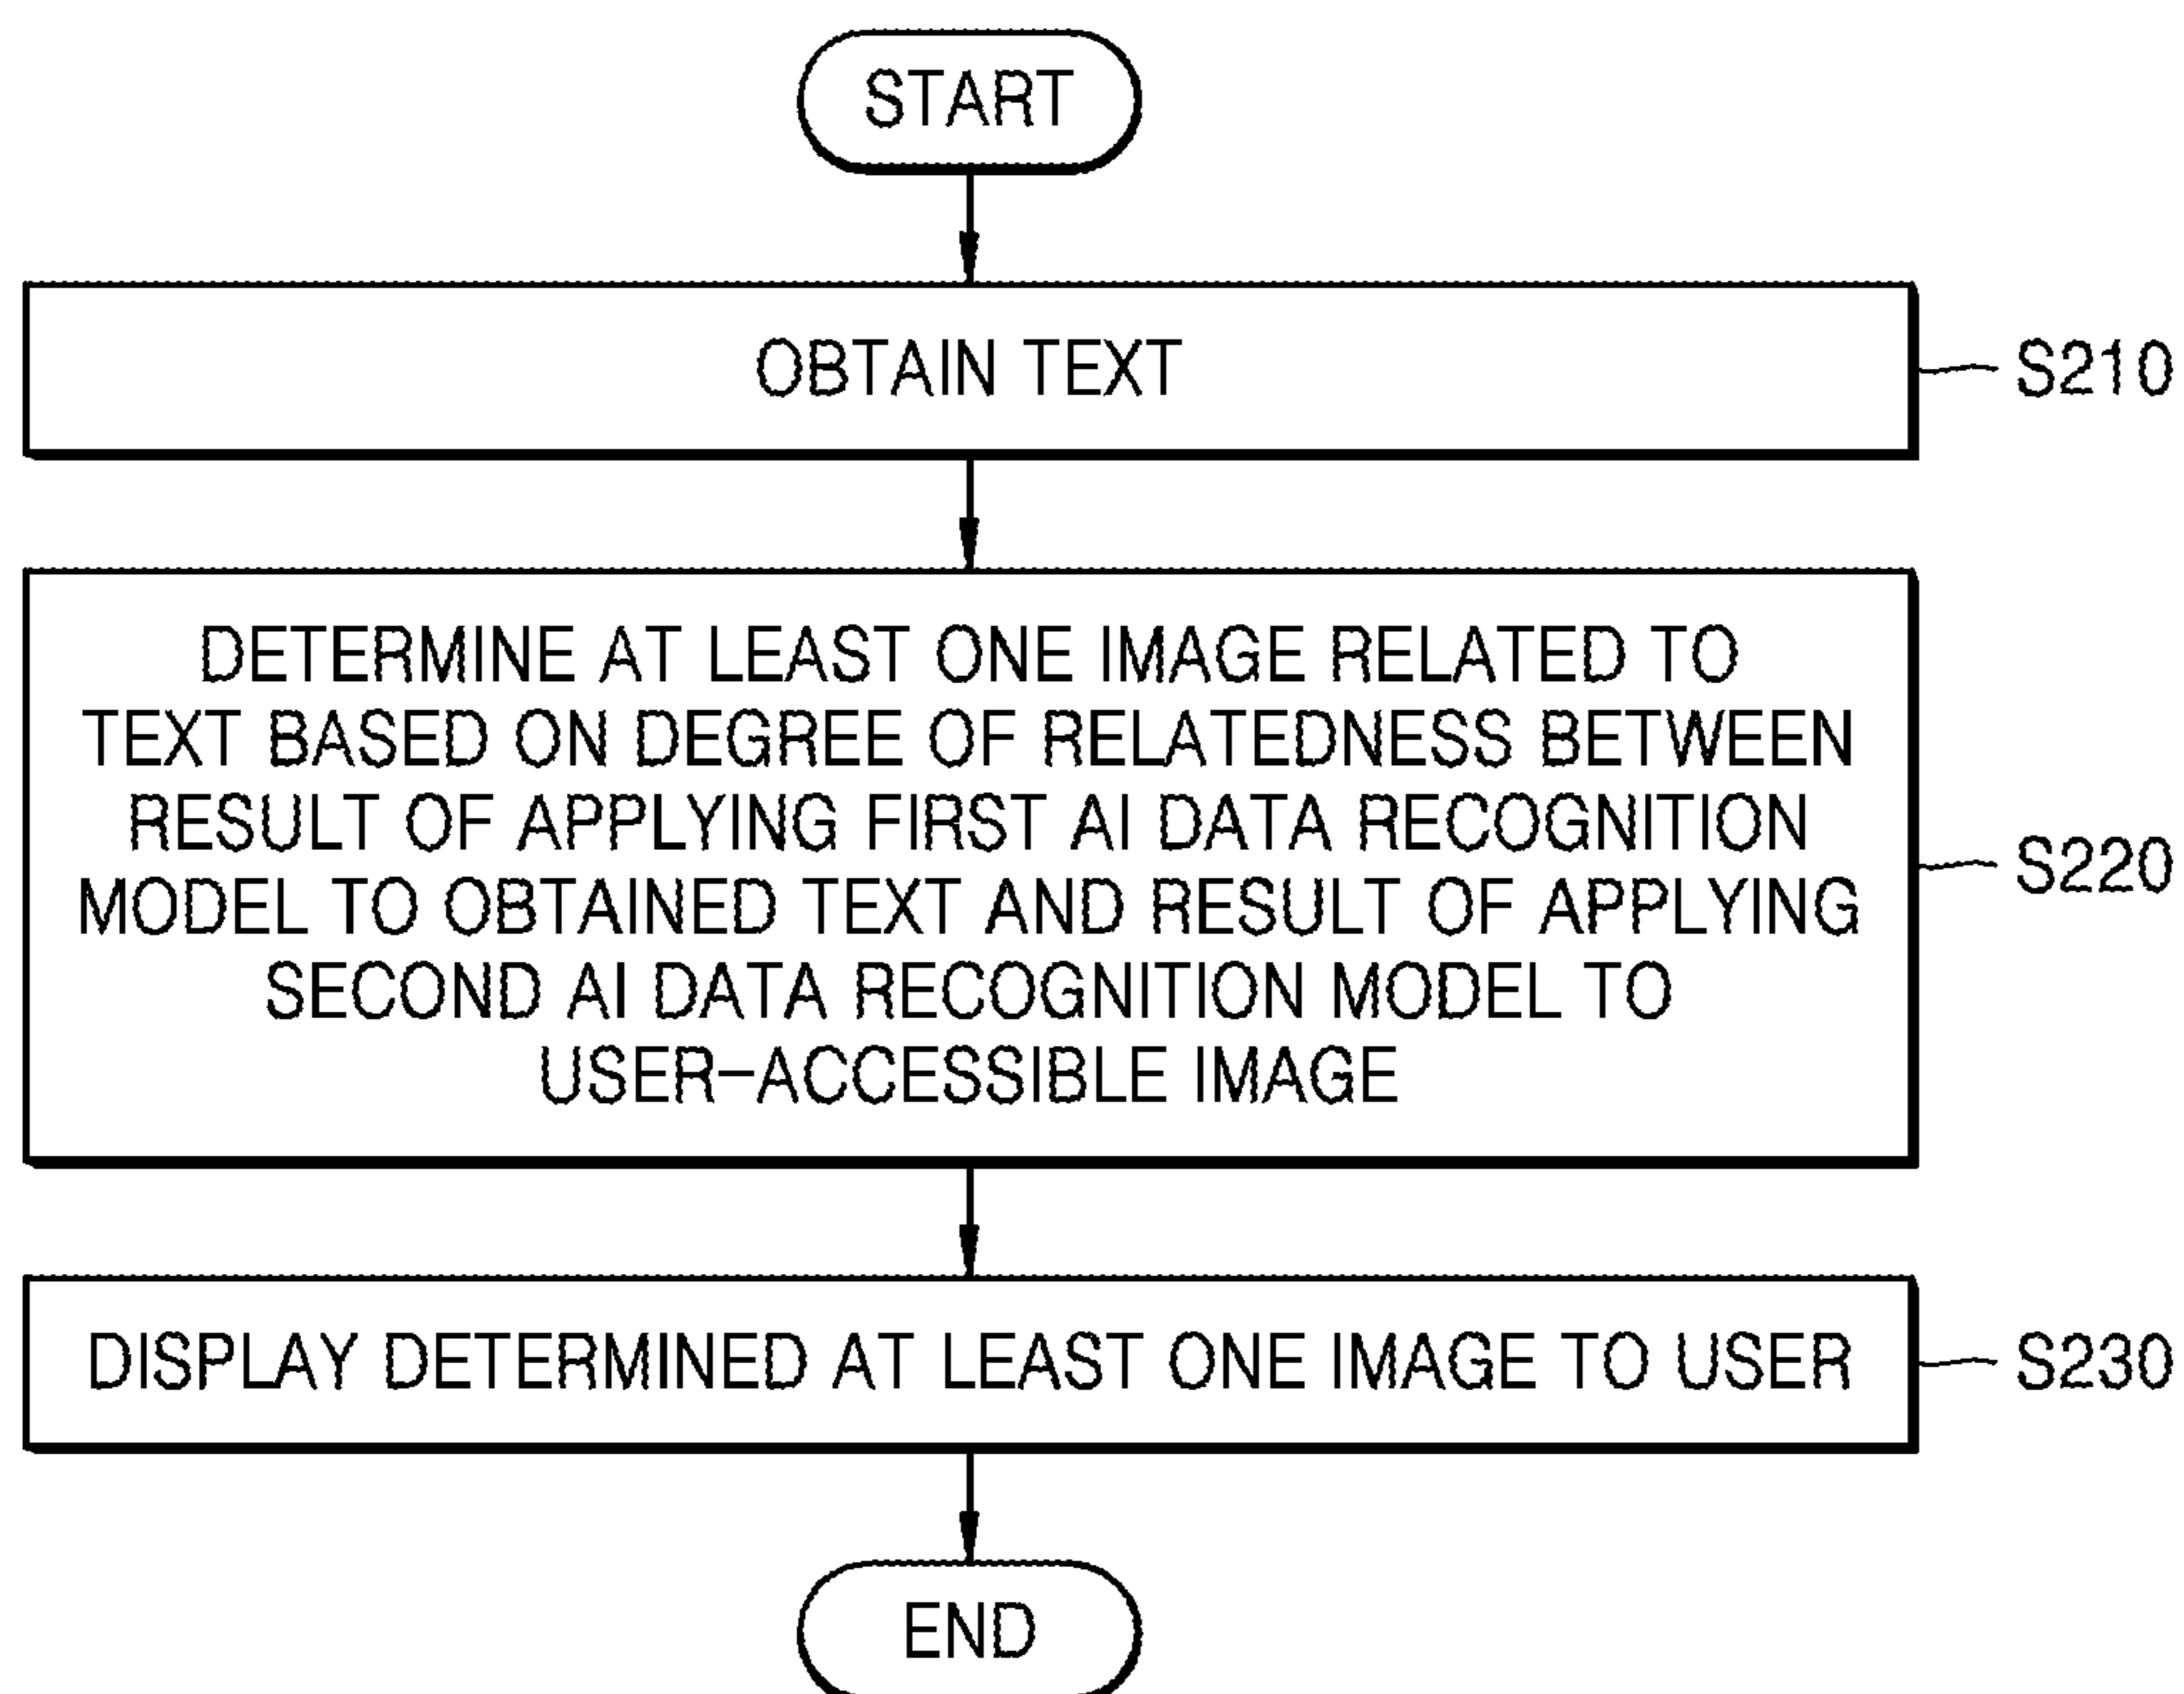 START
OBTAIN TEXT
S210
DETERMINE AT LEAST ONE IMAGE RELATED TO
TEXT BASED ON DEGREE OF RELATEDNESS BETWEEN
RESULT OF APPLYING FIRST AI DATA RECOGNITION
MODEL TO OBTAINED TEXT AND RESULT OF APPLYING
SECOND AI DATA RECOGNITION MODEL TO
USER-ACCESSIBLE IMAGE
S220
DISPLAY DETERMINED AT LEAST ONE IMAGE TO USER
S230
END